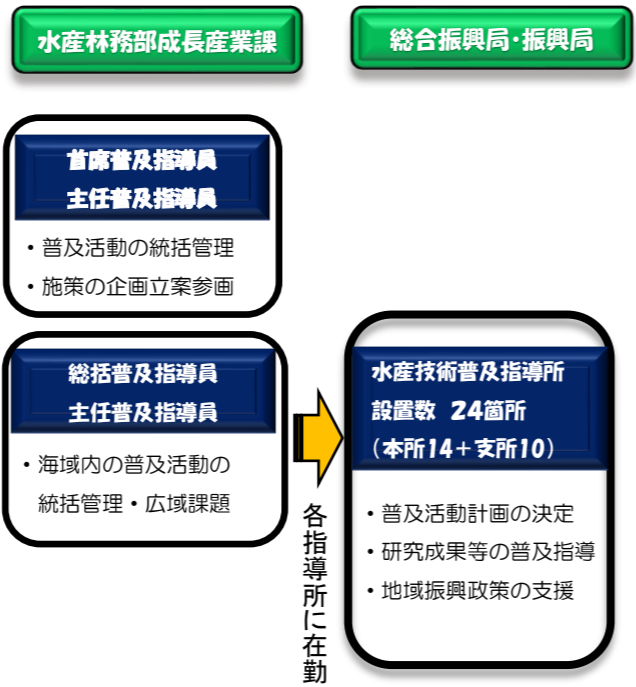 水産林務部成長産業課
総合振興局・振興局
首席普及指導員
主任普及指導員
・普及活動の統括管理
・施策の企画立案参画
総括普及指導員
主任普及指導員
・海域内の普及活動の
統括管理・広域課題
各指導所に在勤
水産技術普及指導所
設置数 24箇所
(本所14+支所10)
・普及活動計画の決定
・研究成果等の普及指導
・地域振興政策の支援